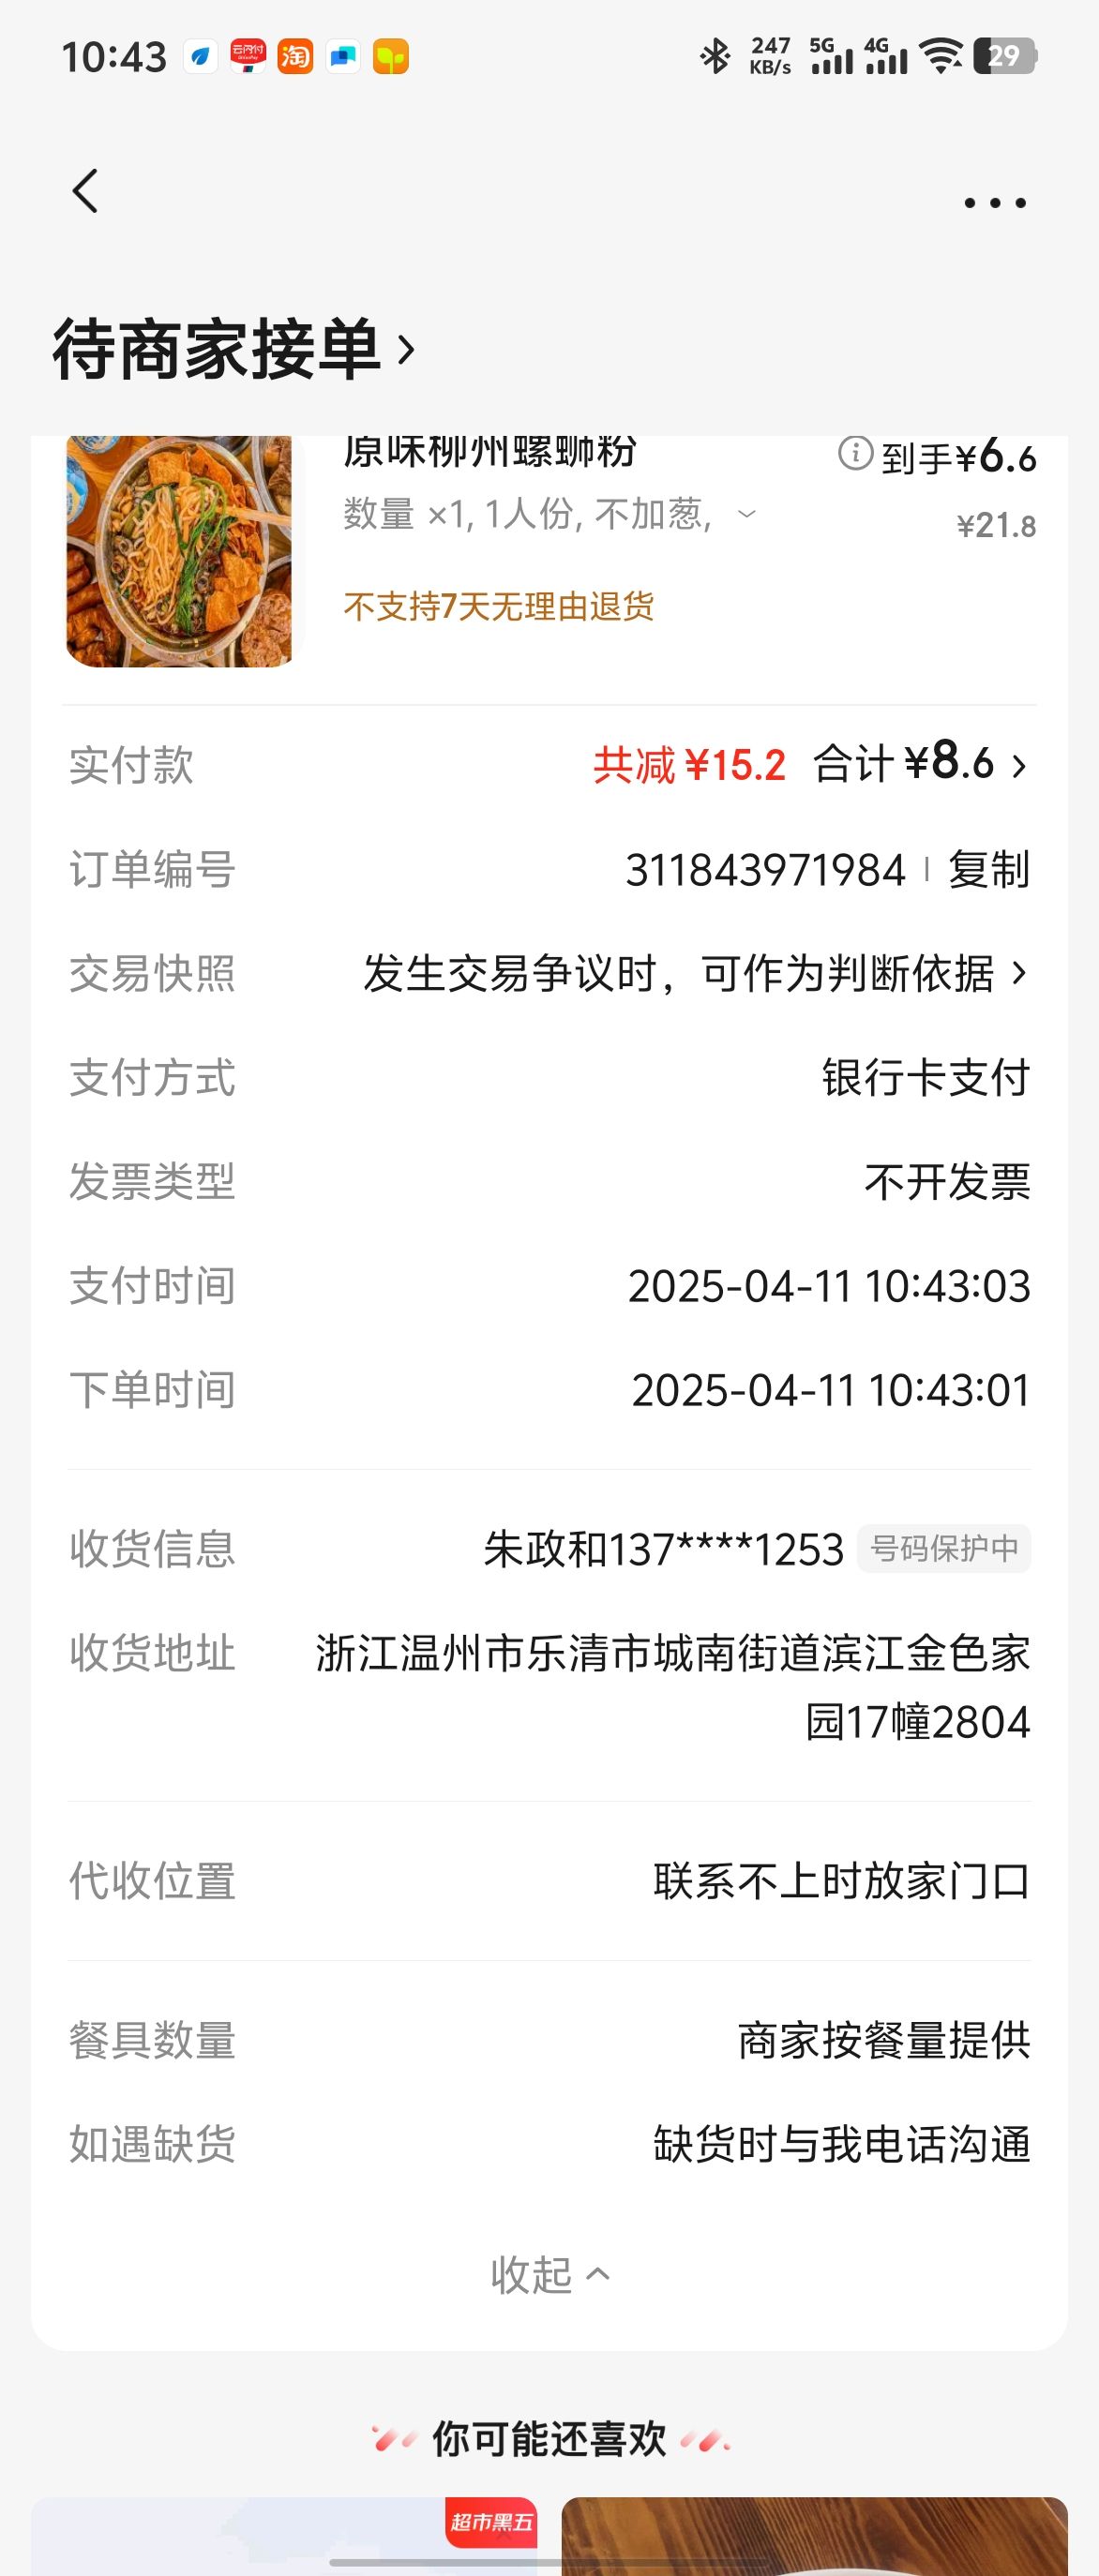 10:43 云闪付 淘 247 KB/s 5G 4G 29
待商家接单 >
原味柳州螺蛳粉 到手¥6.6
数量 ×1, 1人份, 不加葱, ¥21.8
不支持7天无理由退货
实付款 共减 ¥15.2 合计 ¥8.6 >
订单编号 311843971984 | 复制
交易快照 发生交易争议时，可作为判断依据 >
支付方式 银行卡支付
发票类型 不开发票
支付时间 2025-04-11 10:43:03
下单时间 2025-04-11 10:43:01
收货信息 朱政和137****1253 号码保护中
收货地址 浙江温州市乐清市城南街道滨江金色家
园17幢2804
代收位置 联系不上时放家门口
餐具数量 商家按餐量提供
如遇缺货 缺货时与我电话沟通
收起
你可能还喜欢
超市黑五